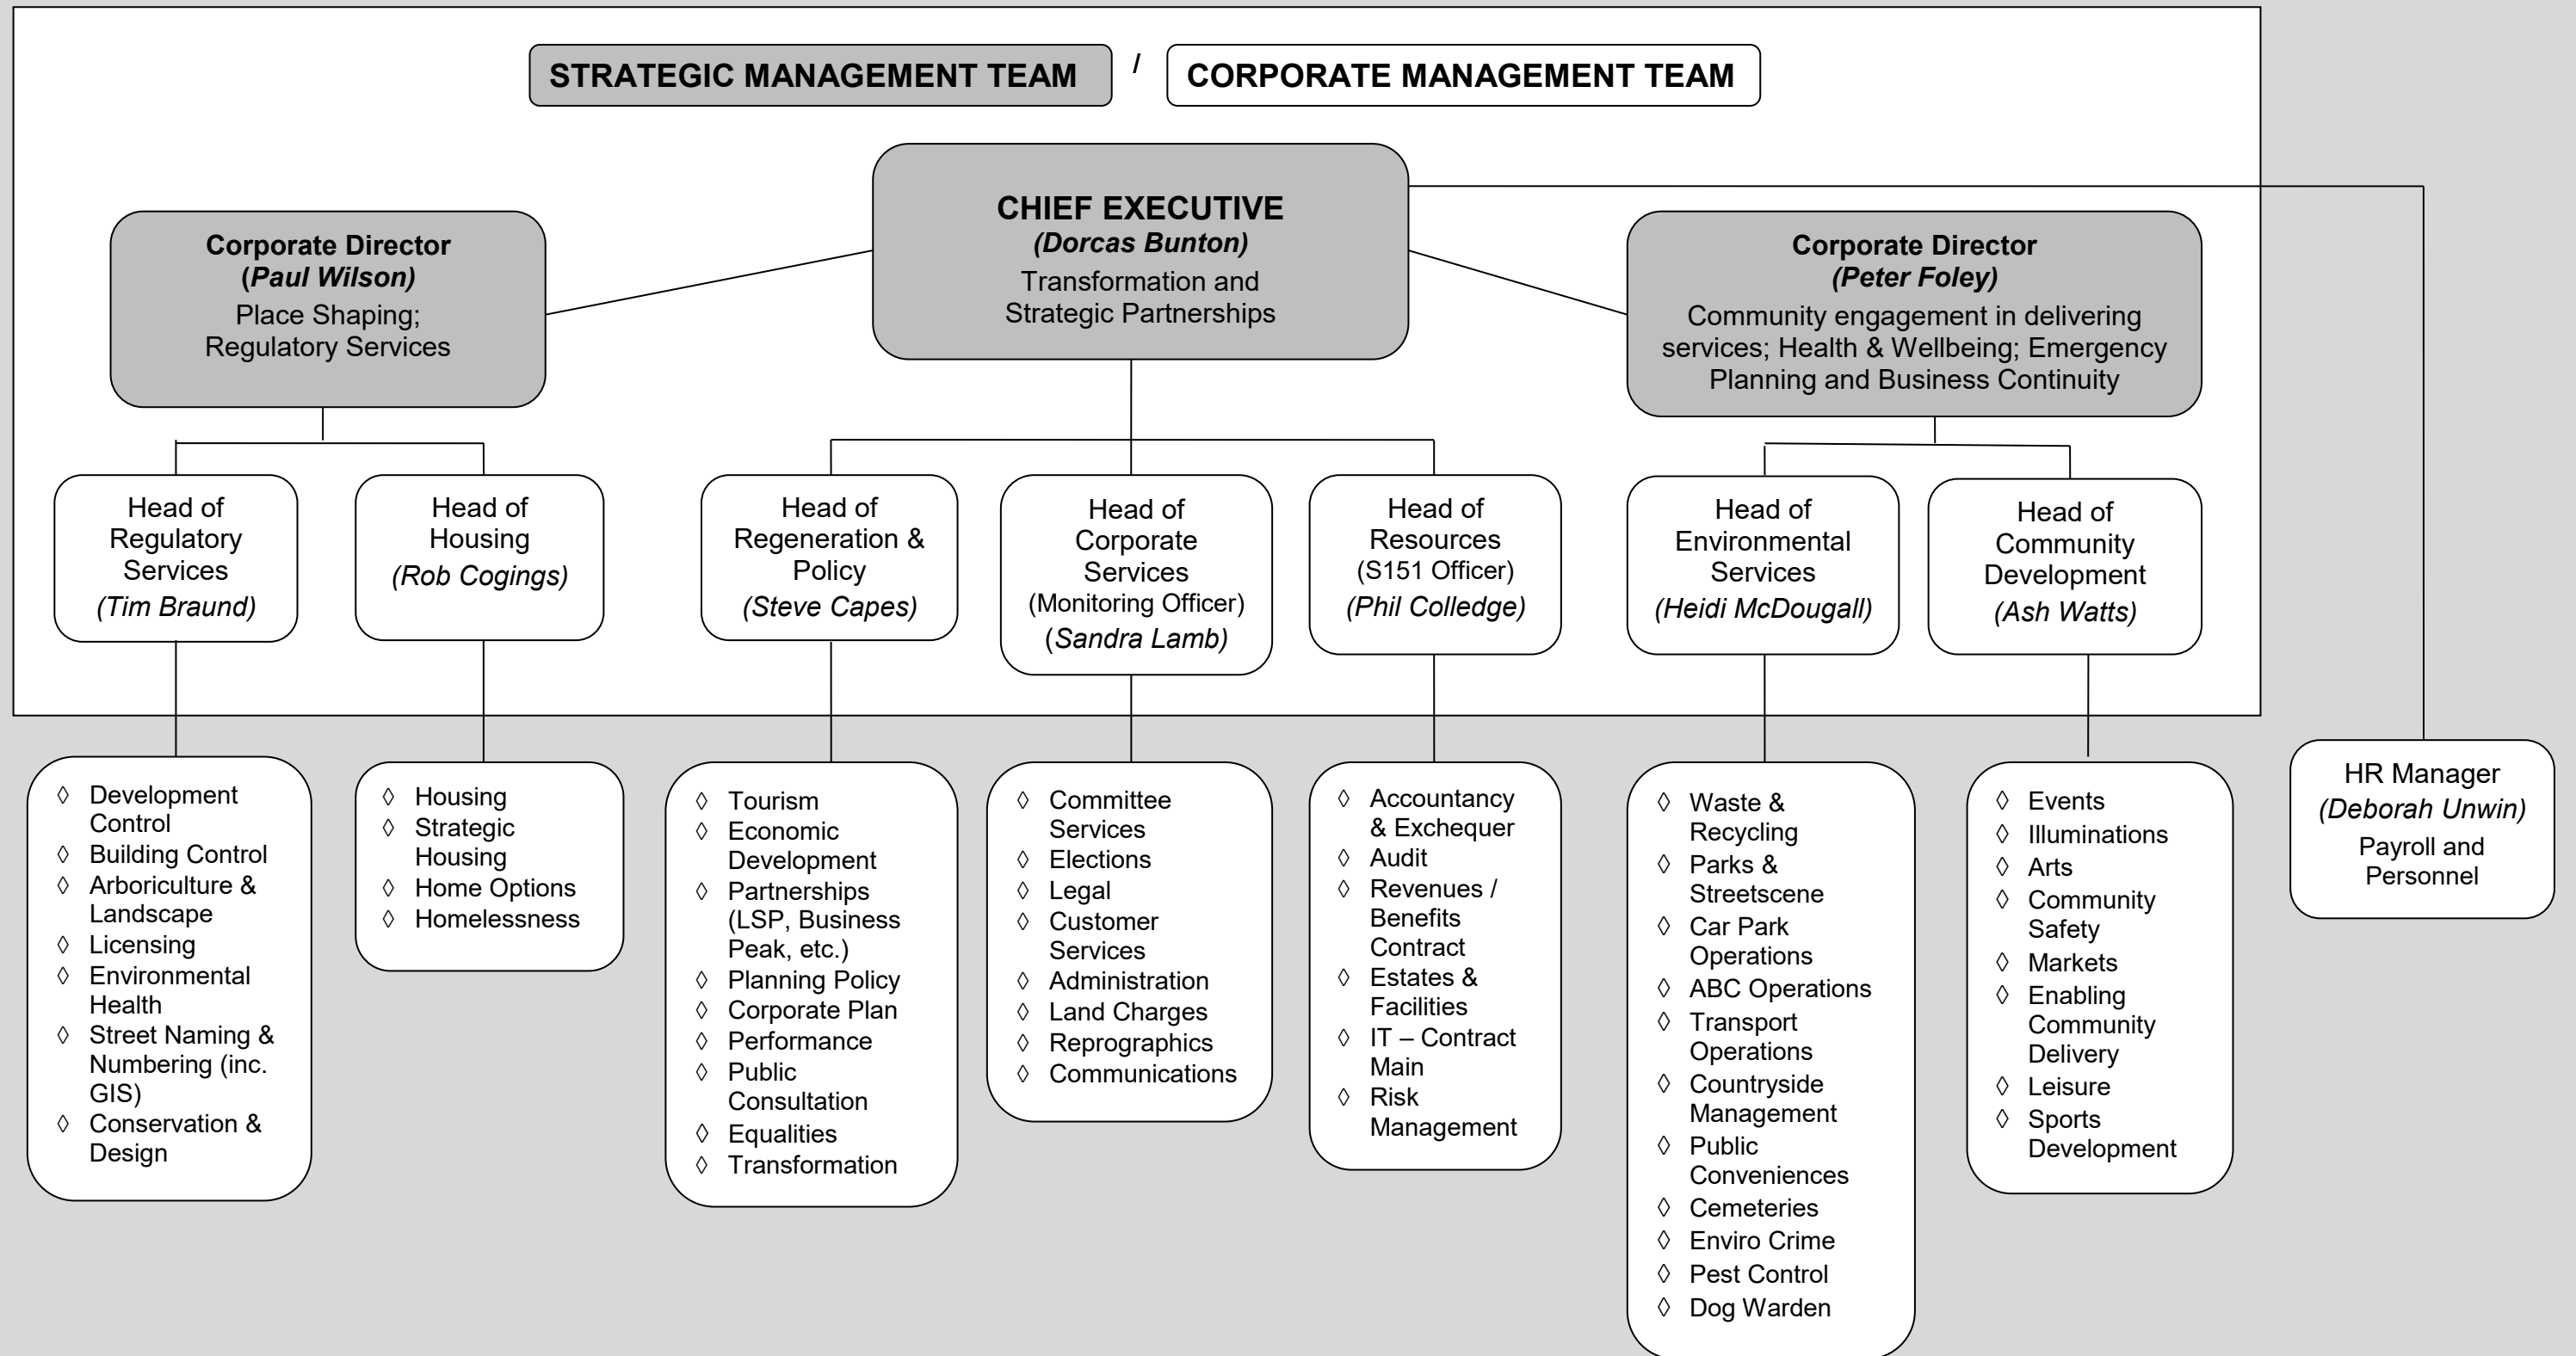 STRATEGIC MANAGEMENT TEAM / CORPORATE MANAGEMENT TEAM
CHIEF EXECUTIVE
(Dorcas Bunton)
Transformation and
Strategic Partnerships
Corporate Director
(Paul Wilson)
Place Shaping;
Regulatory Services
Corporate Director
(Peter Foley)
Community engagement in delivering
services; Health & Wellbeing; Emergency
Planning and Business Continuity
Head of
Regulatory
Services
(Tim Braund)
Head of
Housing
(Rob Cogings)
Head of
Regeneration &
Policy
(Steve Capes)
Head of
Corporate
Services
(Monitoring Officer)
(Sandra Lamb)
Head of
Resources
(S151 Officer)
(Phil Colledge)
Head of
Environmental
Services
(Heidi McDougall)
Head of
Community
Development
(Ash Watts)
◊ Development
Control
◊ Building Control
◊ Arboriculture &
Landscape
◊ Licensing
◊ Environmental
Health
◊ Street Naming &
Numbering (inc.
GIS)
◊ Conservation &
Design
◊ Housing
◊ Strategic
Housing
◊ Home Options
◊ Homelessness
◊ Tourism
◊ Economic
Development
◊ Partnerships
(LSP, Business
Peak, etc.)
◊ Planning Policy
◊ Corporate Plan
◊ Performance
◊ Public
Consultation
◊ Equalities
◊ Transformation
◊ Committee
Services
◊ Elections
◊ Legal
◊ Customer
Services
◊ Administration
◊ Land Charges
◊ Reprographics
◊ Communications
◊ Accountancy
& Exchequer
◊ Audit
◊ Revenues /
Benefits
Contract
◊ Estates &
Facilities
◊ IT – Contract
Main
◊ Risk
Management
◊ Waste &
Recycling
◊ Parks &
Streetscene
◊ Car Park
Operations
◊ ABC Operations
◊ Transport
Operations
◊ Countryside
Management
◊ Public
Conveniences
◊ Cemeteries
◊ Enviro Crime
◊ Pest Control
◊ Dog Warden
◊ Events
◊ Illuminations
◊ Arts
◊ Community
Safety
◊ Markets
◊ Enabling
Community
Delivery
◊ Leisure
◊ Sports
Development
HR Manager
(Deborah Unwin)
Payroll and
Personnel